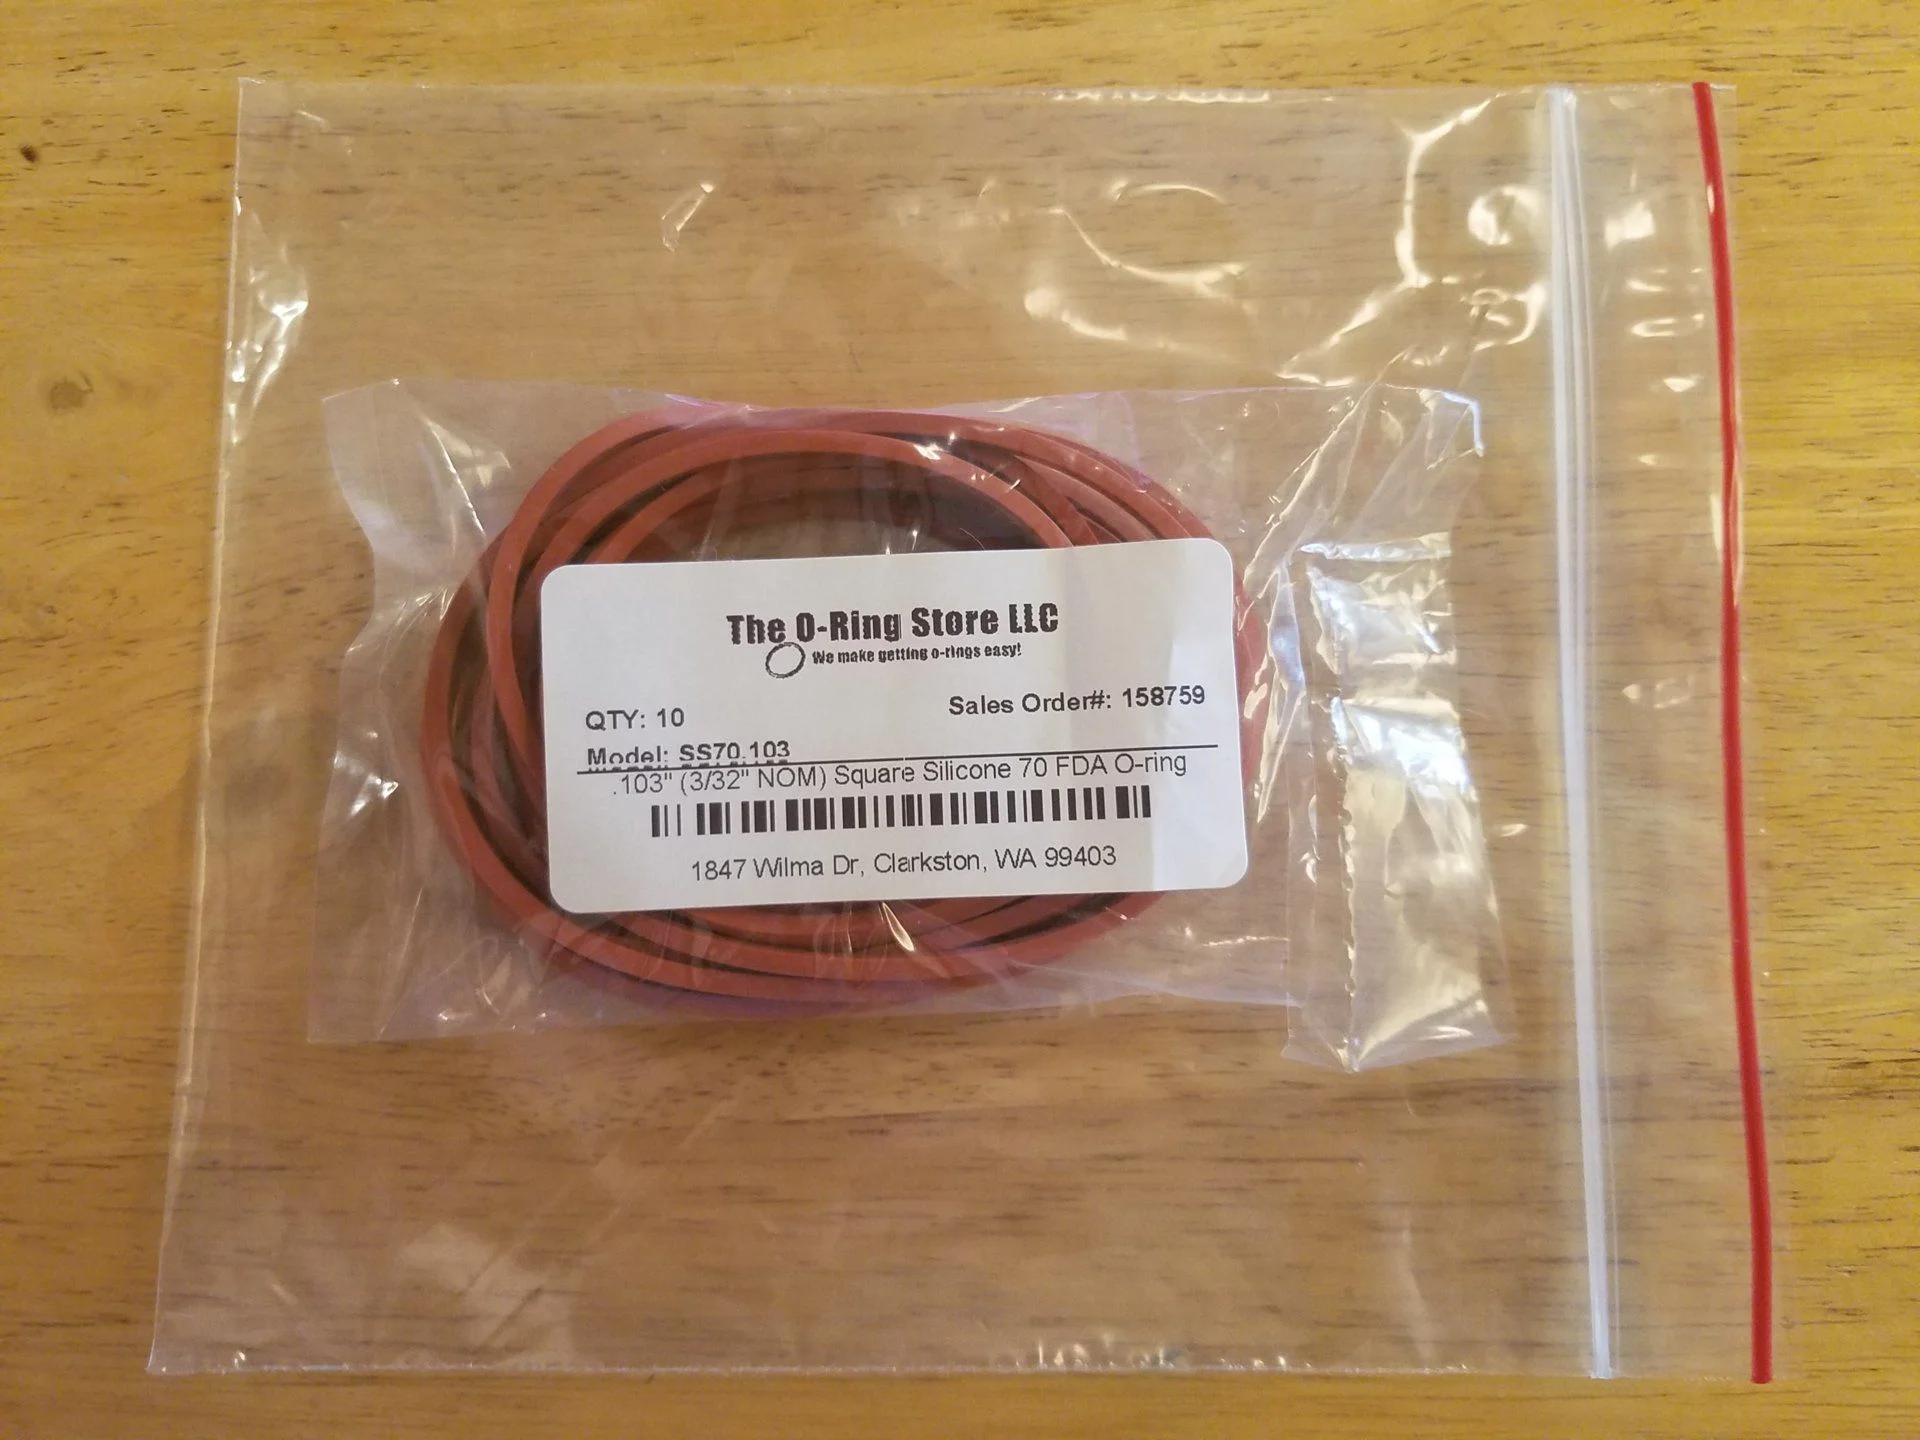 The O-Ring Store LLC
We make getting o-rings easy!
QTY: 10
Sales Order#: 158759
Model: SS70.103
.103" (3/32" NOM) Square Silicone 70 FDA O-ring
1847 Wilma Dr, Clarkston, WA 99403